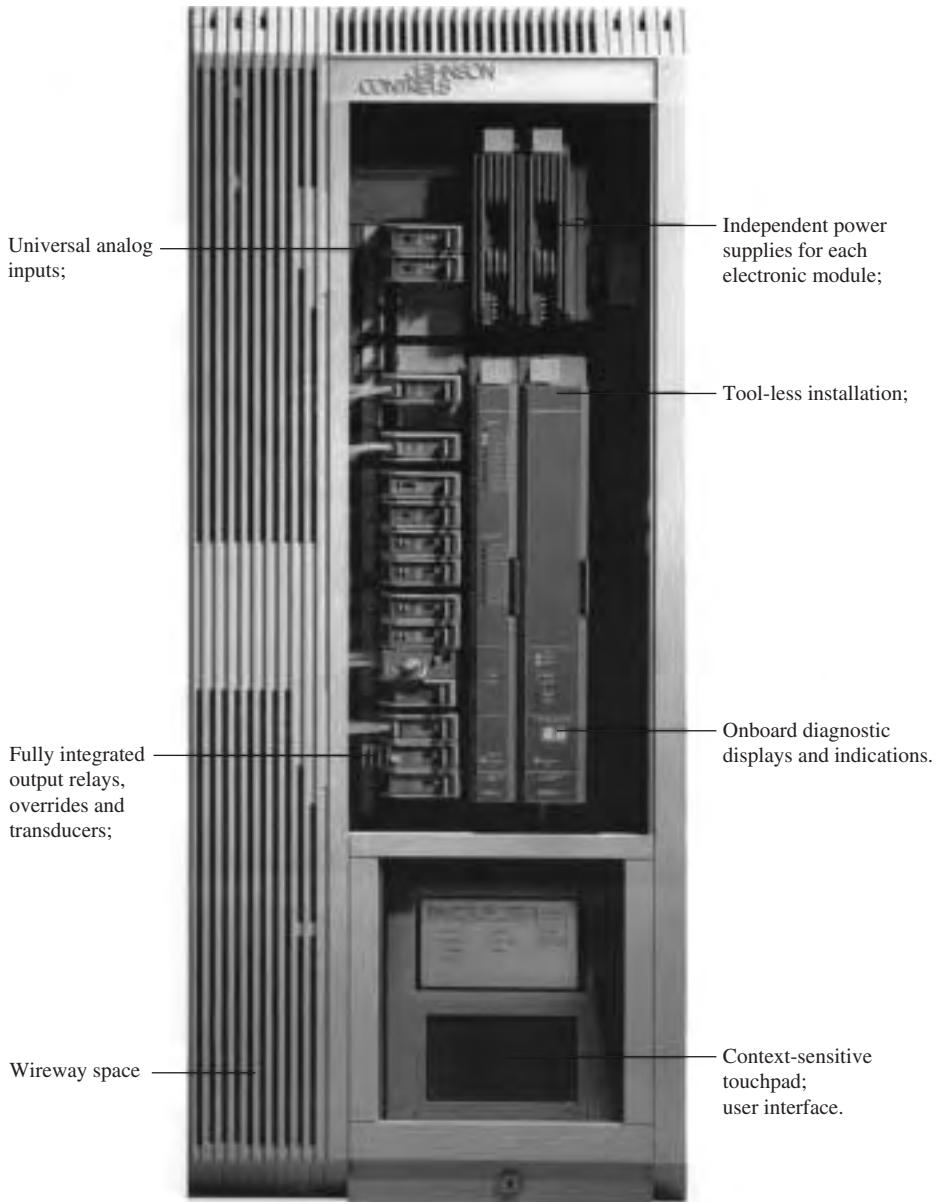 JOHNSON
CONTROLS
Universal analog
inputs;
Independent power
supplies for each
electronic module;
Tool-less installation;
Fully integrated
output relays,
overrides and
transducers;
Onboard diagnostic
displays and indications.
Wireway space
Context-sensitive
touchpad;
user interface.